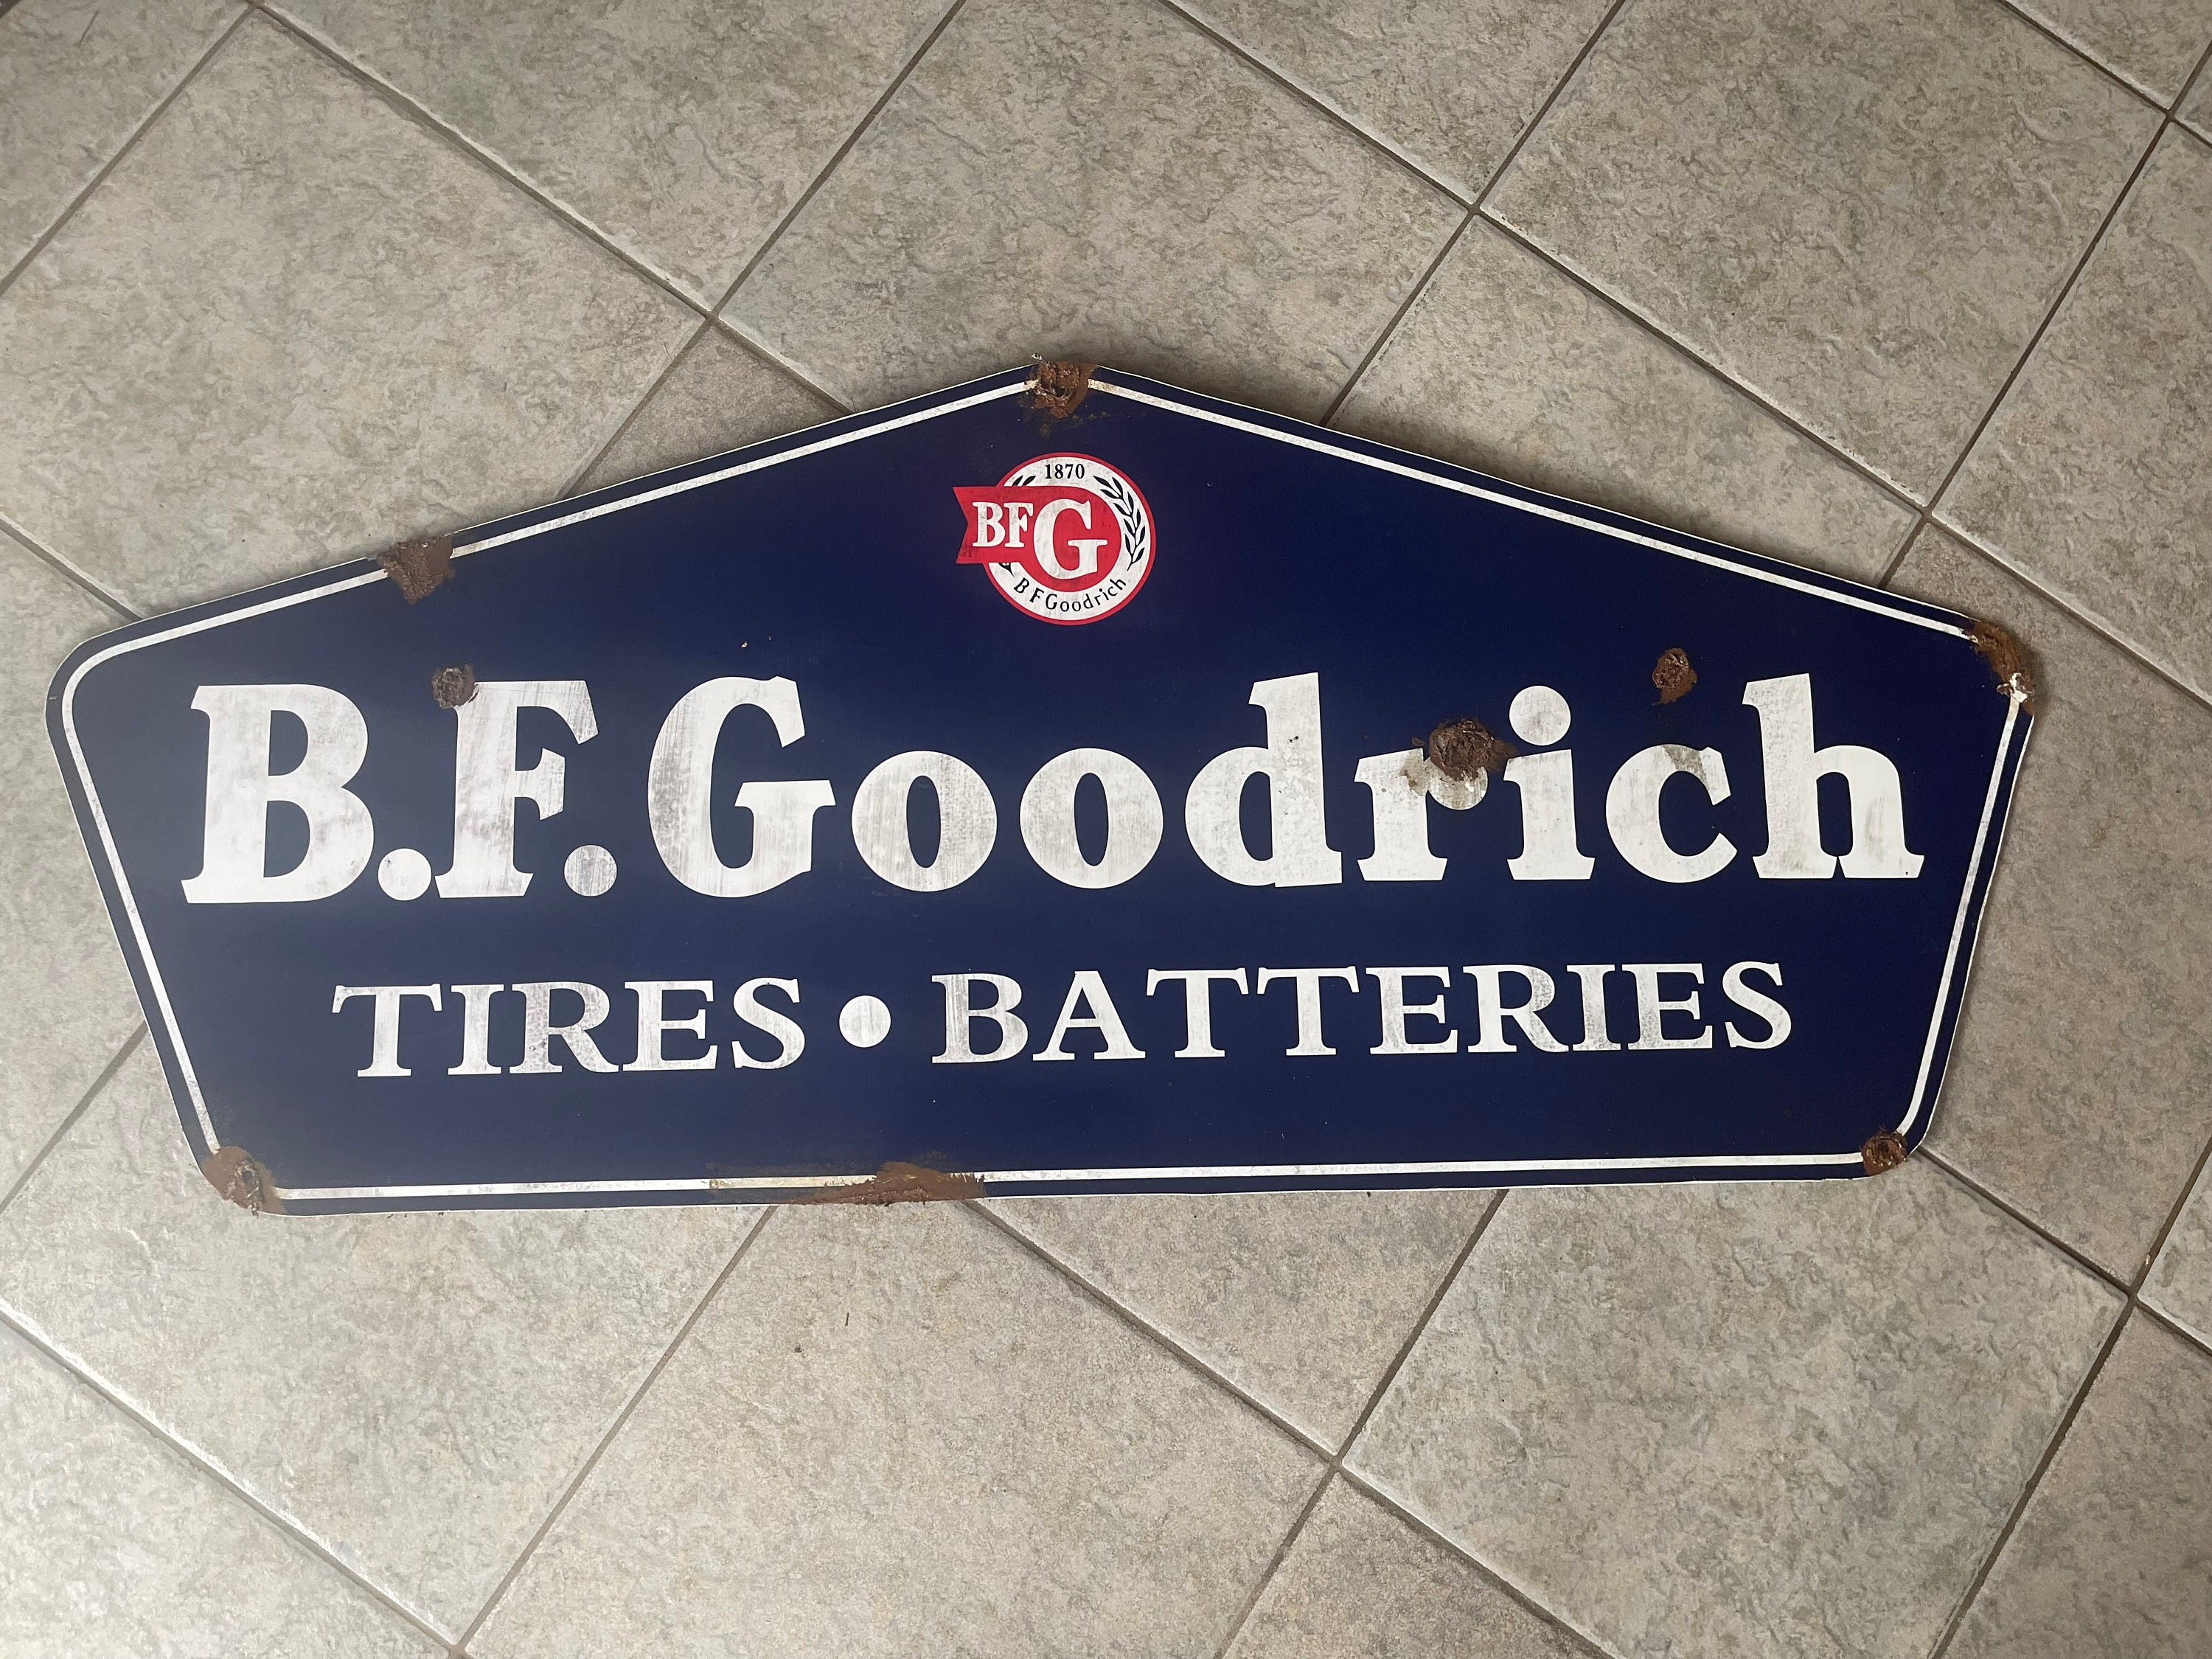 1870
BFG
B F Goodrich
B.F.Goodrich
TIRES • BATTERIES